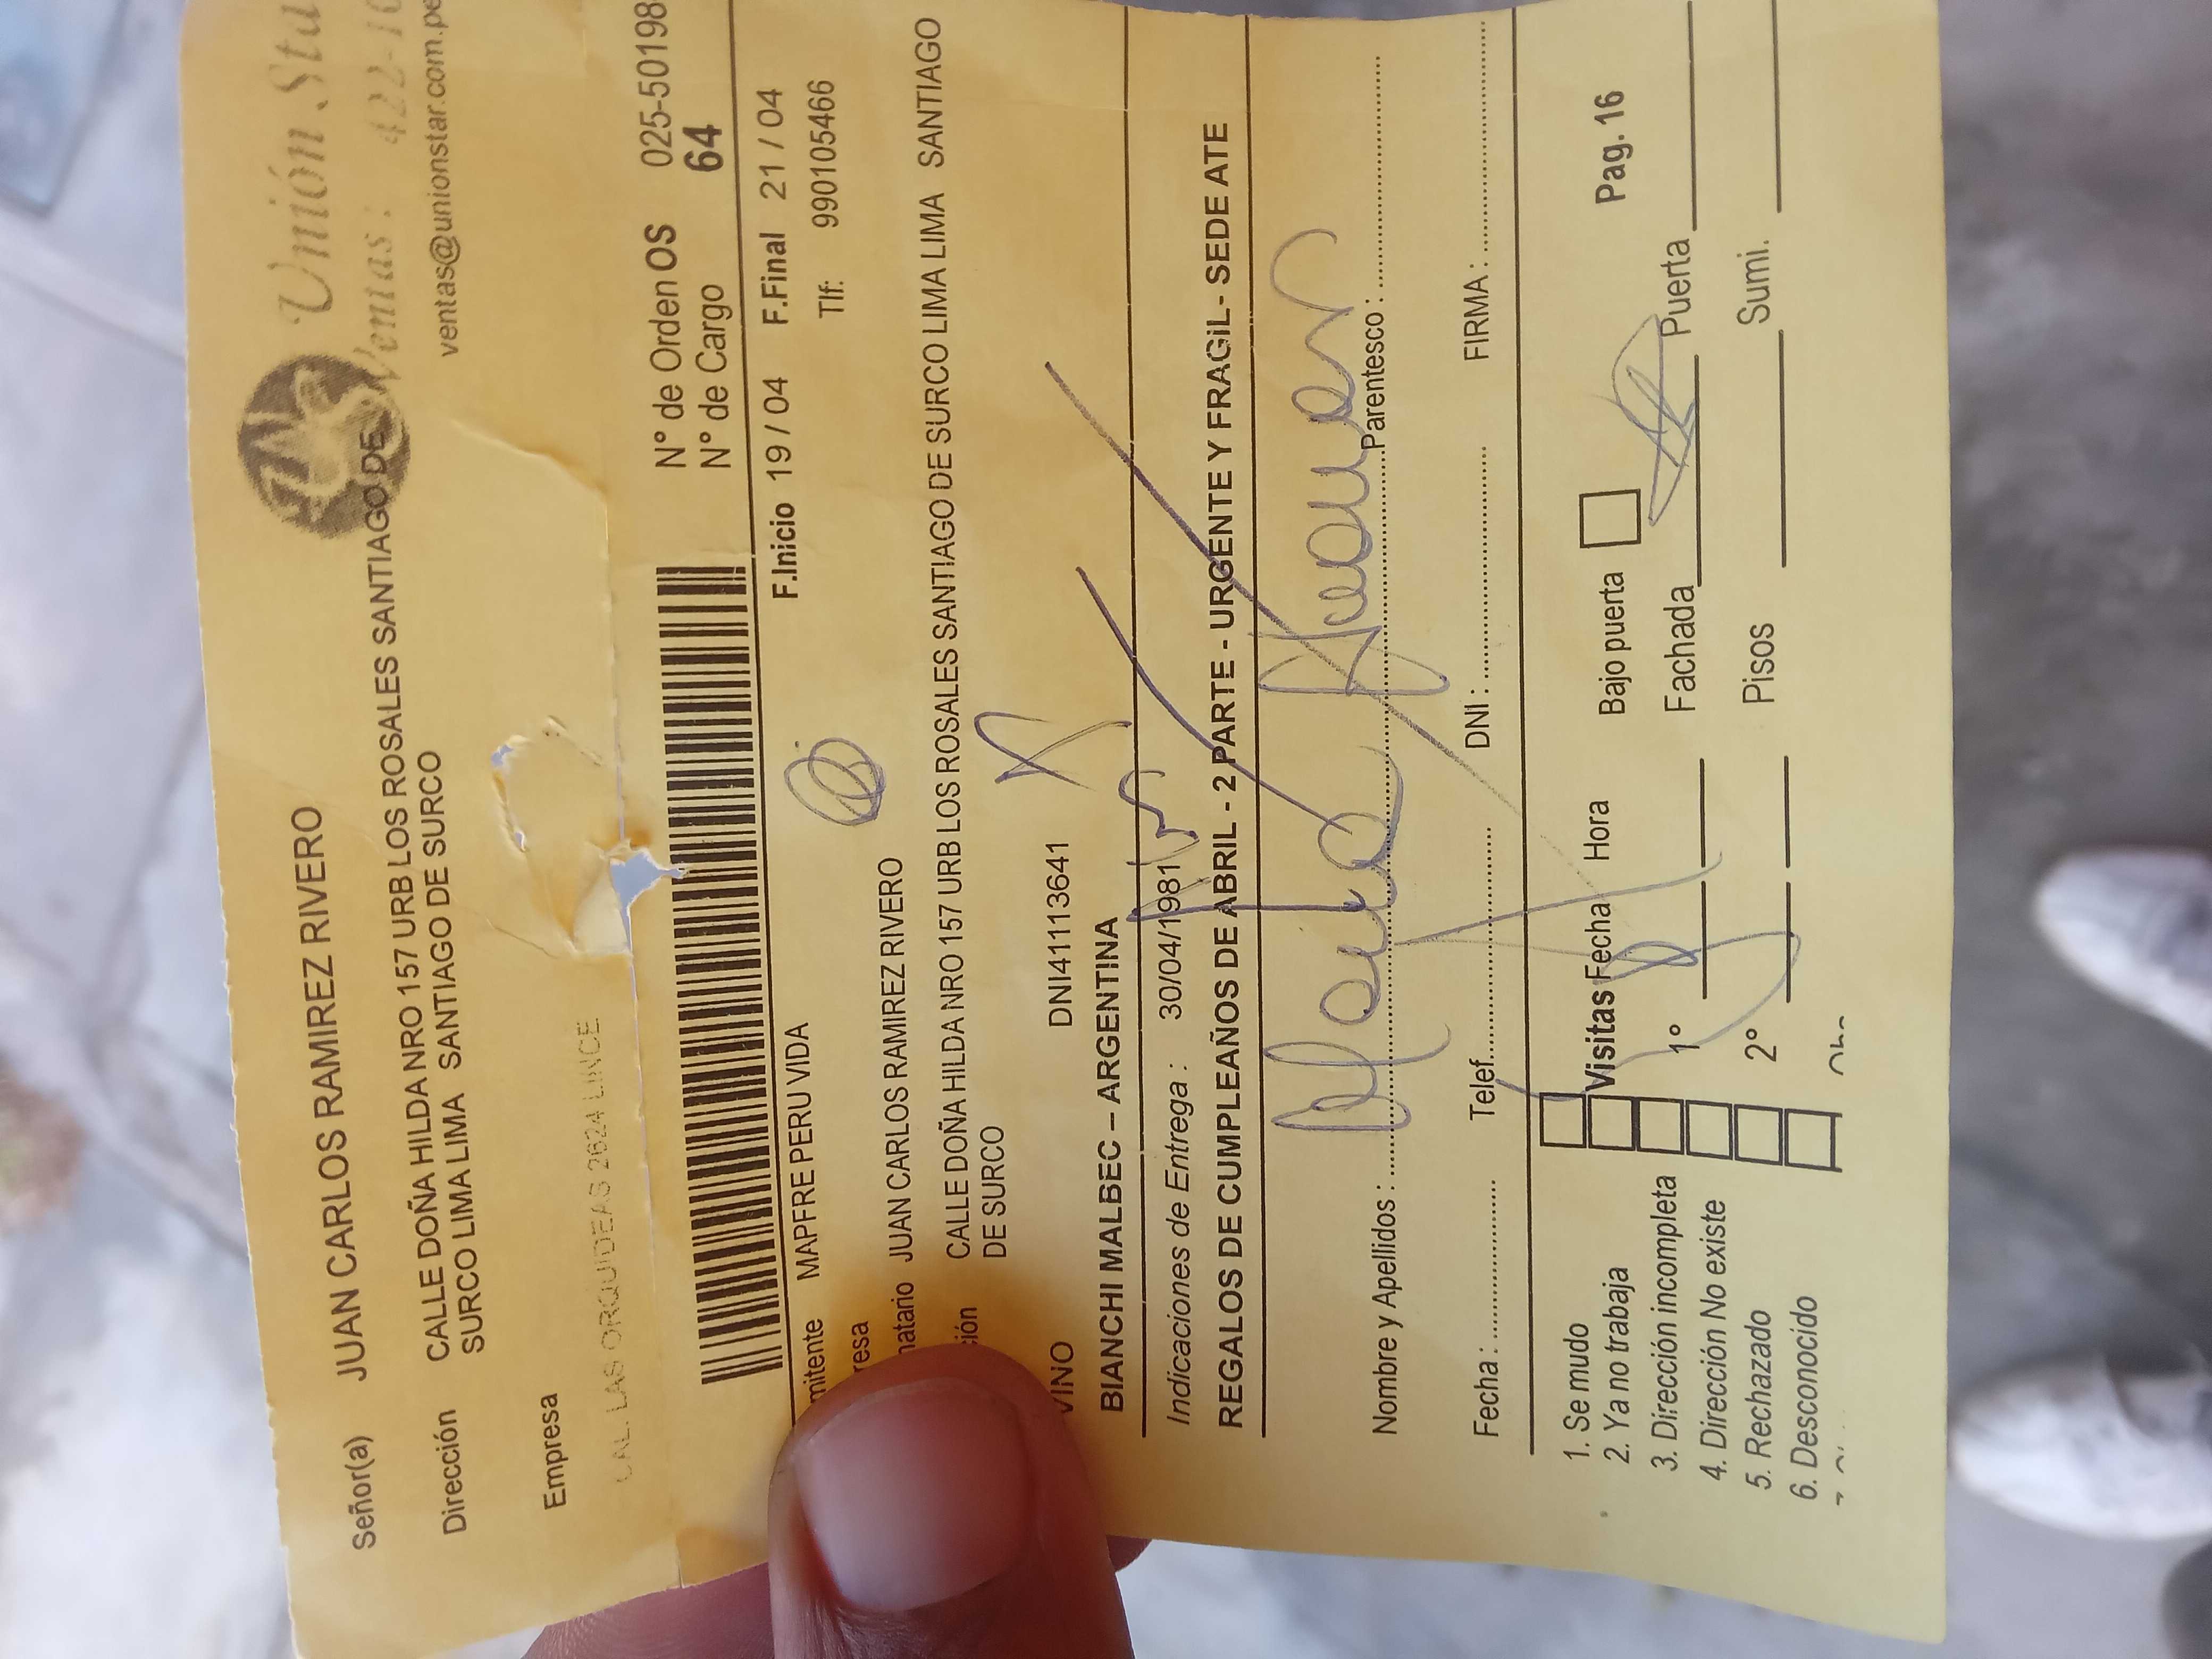 Unión Sta
Ventas: 422-10
ventas@unionstar.com.pe
Señor(a) JUAN CARLOS RAMIREZ RIVERO
Dirección CALLE DOÑA HILDA NRO 157 URB LOS ROSALES SANTIAGO DE
SURCO LIMA LIMA SANTIAGO DE SURCO
Empresa
CAL. LAS ORQUIDEAS 2624 LINCE
N° de Orden OS 025-50198
N° de Cargo 64
F.Inicio 19 / 04 F.Final 21 / 04
mitente MAPFRE PERU VIDA
Tlf: 990105466
resa
natario JUAN CARLOS RAMIREZ RIVERO
ción CALLE DOÑA HILDA NRO 157 URB LOS ROSALES SANTIAGO DE SURCO LIMA LIMA SANTIAGO
DE SURCO
VINO DNI41113641
BIANCHI MALBEC – ARGENTINA
Indicaciones de Entrega : 30/04/1981
REGALOS DE CUMPLEAÑOS DE ABRIL - 2 PARTE - URGENTE Y FRAGIL- SEDE ATE
Nombre y Apellidos : Parentesco :
Fecha : Telef. DNI : FIRMA :
1. Se mudo
2. Ya no trabaja
3. Dirección incompleta
4. Dirección No existe
5. Rechazado
6. Desconocido
Visitas Fecha Hora Bajo puerta Pag. 16
1° Fachada Puerta
2° Pisos Sumi.